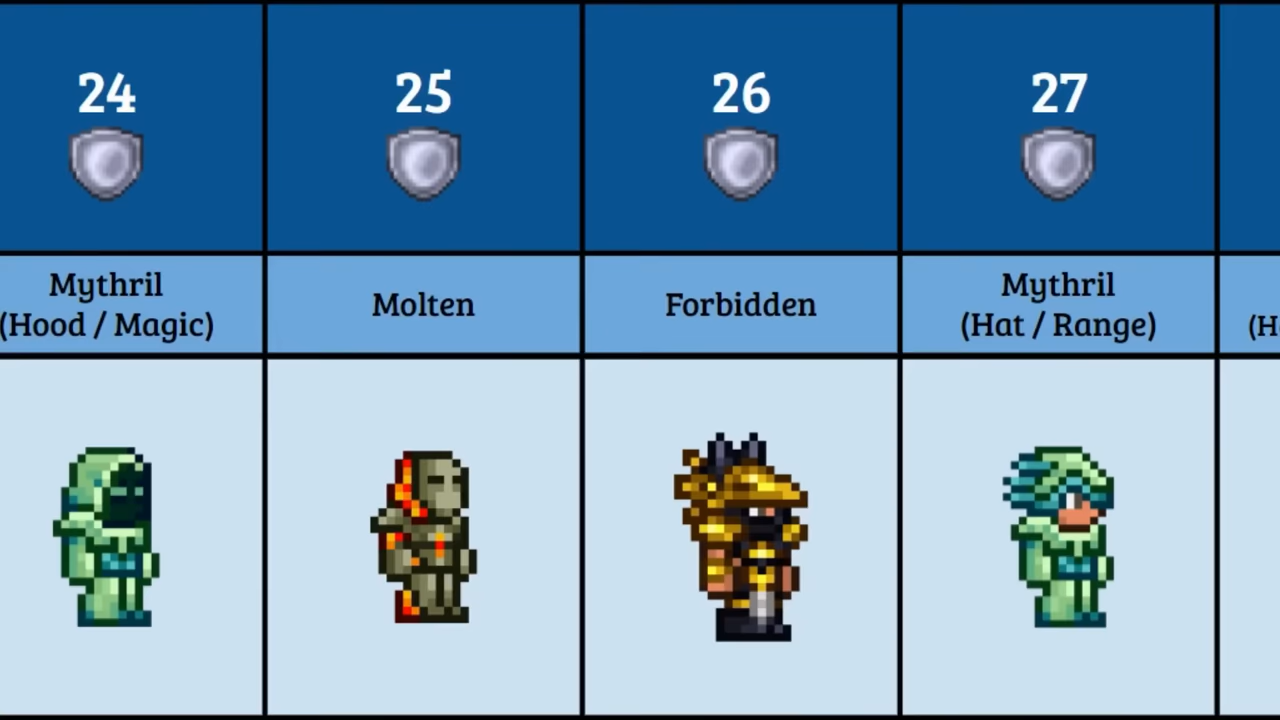 24
25
26
27
Mythril
(Hood / Magic)
Molten
Forbidden
Mythril
(Hat / Range)
(H